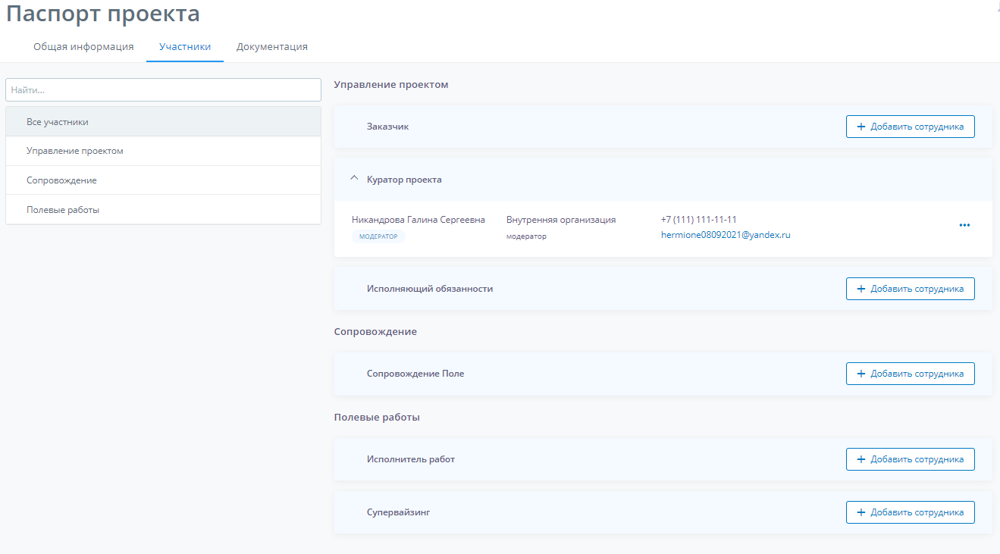 Паспорт проекта
Общая информация Участники Документация
Найти...
Все участники
Управление проектом
Сопровождение
Полевые работы
Управление проектом
Заказчик + Добавить сотрудника
Куратор проекта
Никандрова Галина Сергеевна Внутренняя организация +7 (111) 111-11-11
МОДЕРАТОР модератор hermione08092021@yandex.ru
Исполняющий обязанности + Добавить сотрудника
Сопровождение
Сопровождение Поле + Добавить сотрудника
Полевые работы
Исполнитель работ + Добавить сотрудника
Супервайзинг + Добавить сотрудника